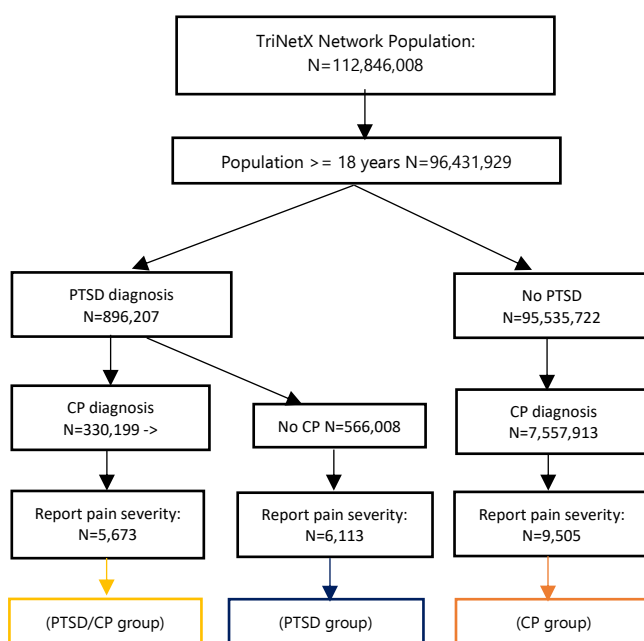 TriNetX Network Population:
N=112,846,008
Population >= 18 years N=96,431,929
PTSD diagnosis
N=896,207
No PTSD
N=95,535,722
CP diagnosis
N=330,199 ->
No CP N=566,008
CP diagnosis
N=7,557,913
Report pain severity:
N=5,673
Report pain severity:
N=6,113
Report pain severity:
N=9,505
(PTSD/CP group)
(PTSD group)
(CP group)